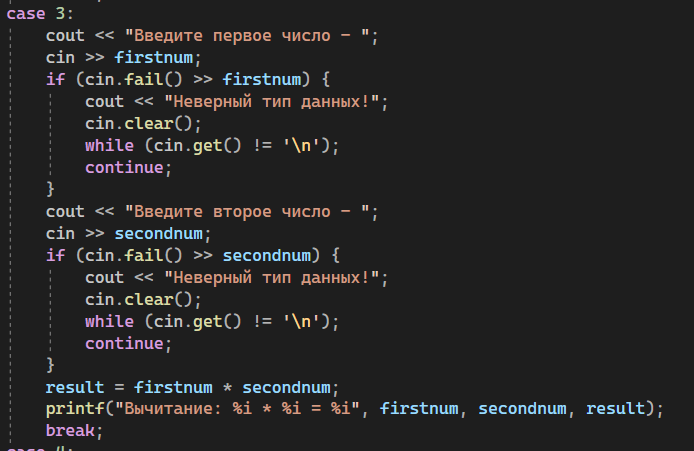 case 3:
cout << "Введите первое число - ";
cin >> firstnum;
if (cin.fail() >> firstnum) {
cout << "Неверный тип данных!";
cin.clear();
while (cin.get() != '\n');
continue;
}
cout << "Введите второе число - ";
cin >> secondnum;
if (cin.fail() >> secondnum) {
cout << "Неверный тип данных!";
cin.clear();
while (cin.get() != '\n');
continue;
}
result = firstnum * secondnum;
printf("Вычитание: %i * %i = %i", firstnum, secondnum, result);
break;
case 4: